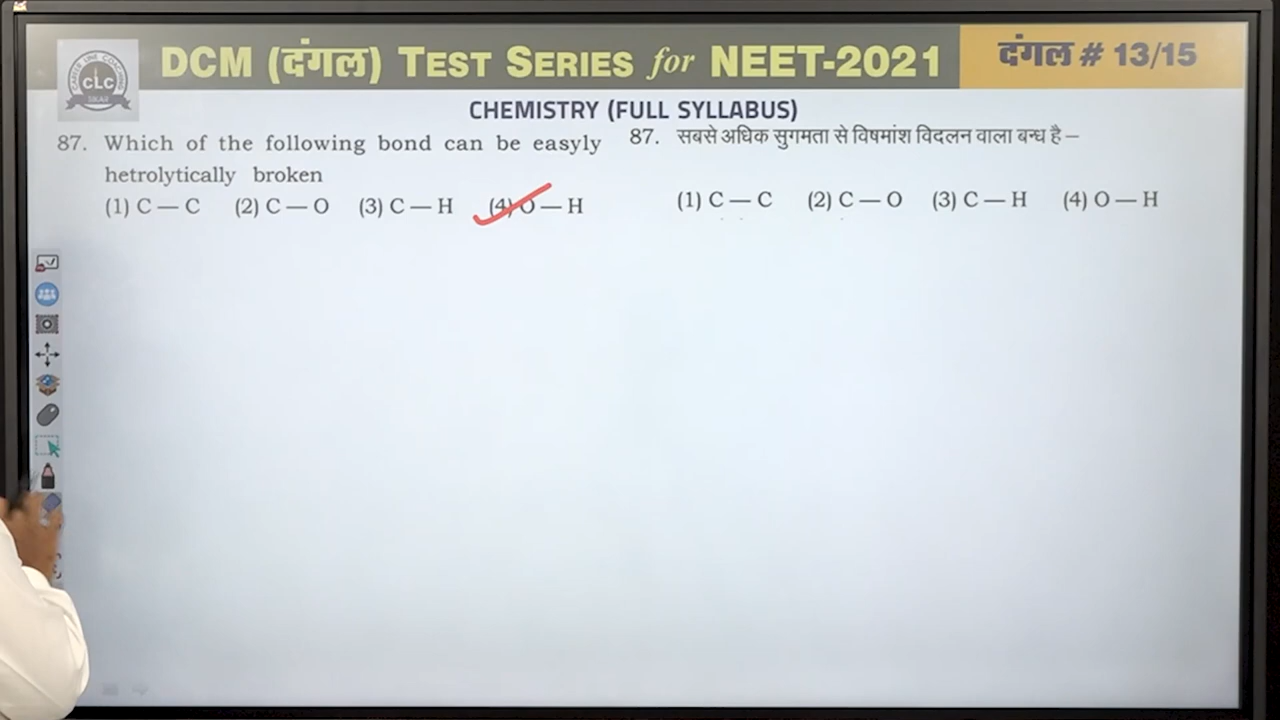 DCM (दंगल) TEST SERIES for NEET-2021
दंगल # 13/15
CLC
SIKAR
CHEMISTRY (FULL SYLLABUS)
87. Which of the following bond can be easyly
hetrolytically broken
(1) C — C (2) C — O (3) C — H (4) O — H
87. सबसे अधिक सुगमता से विषमांश विदलन वाला बन्ध है –
(1) C — C (2) C — O (3) C — H (4) O — H